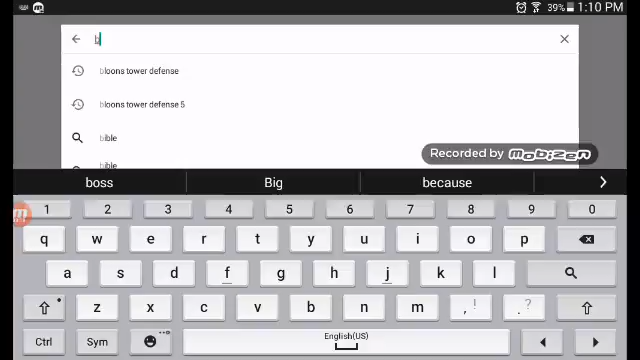 39% 1:10 PM
b
bloons tower defense
bloons tower defense 5
bible
bible
Recorded by mobizen
boss Big because >
1 2 3 4 5 6 7 8 9 0
q w e r t y u i o p
a s d f g h j k l
z x c v b n m ,! .?
Ctrl Sym English(US)